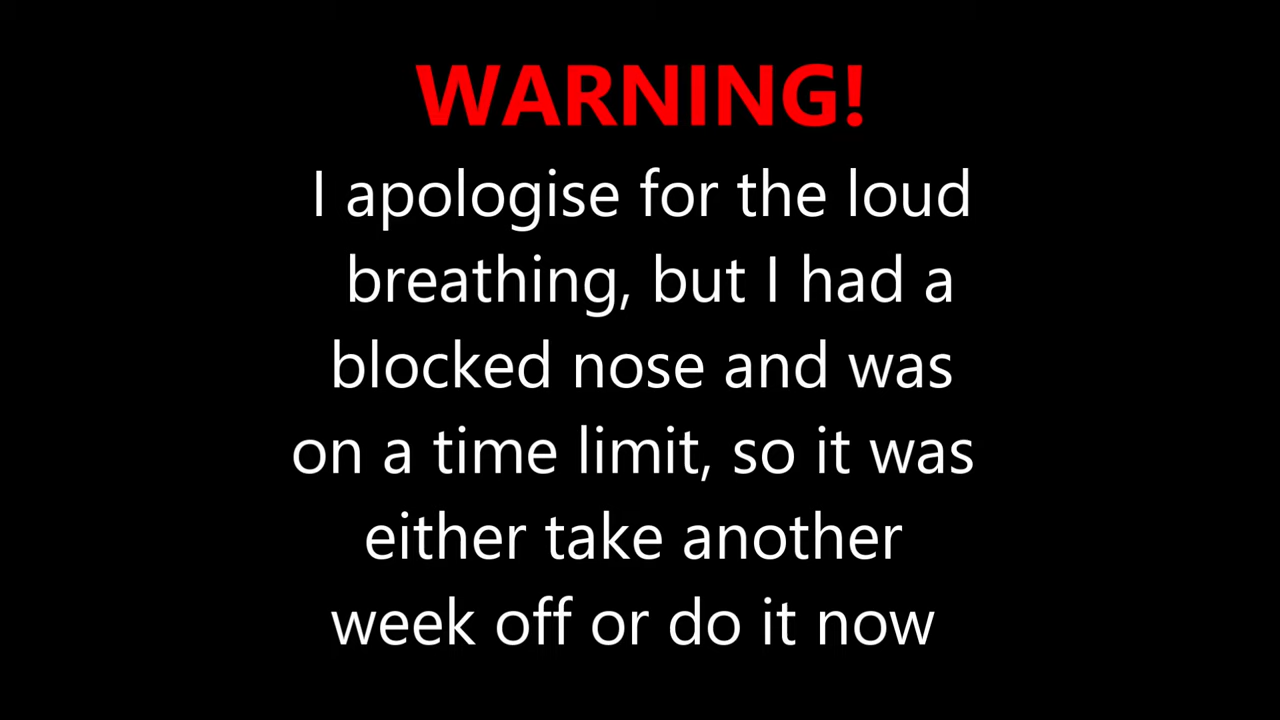 WARNING!
I apologise for the loud
breathing, but I had a
blocked nose and was
on a time limit, so it was
either take another
week off or do it now